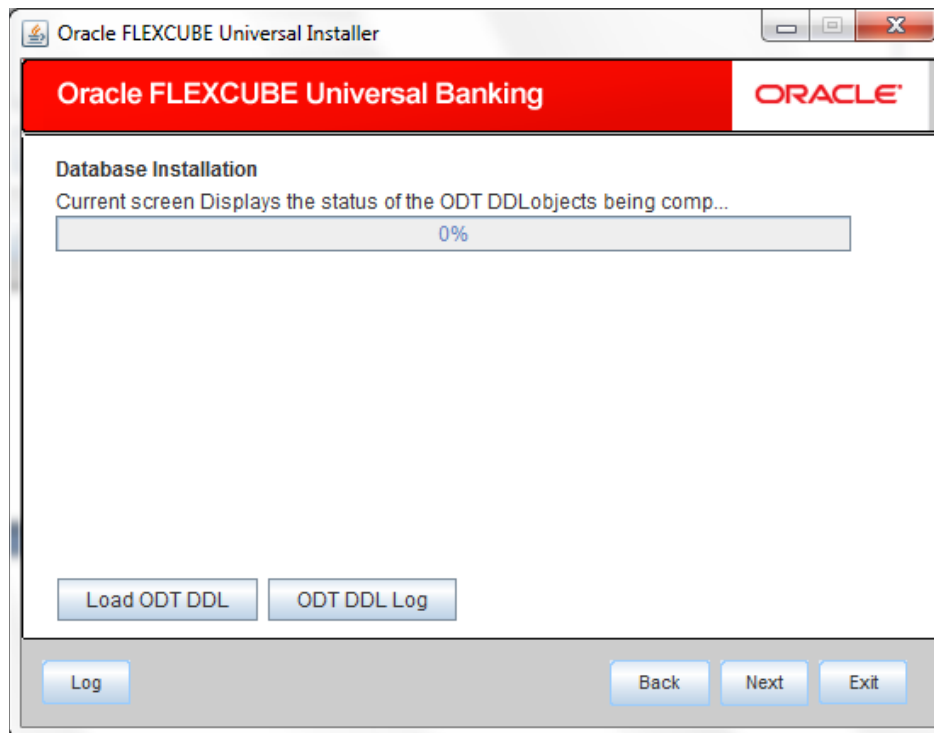 Oracle FLEXCUBE Universal Installer
Oracle FLEXCUBE Universal Banking
ORACLE
Database Installation
Current screen Displays the status of the ODT DDLobjects being comp...
0%
Load ODT DDL
ODT DDL Log
Log
Back
Next
Exit